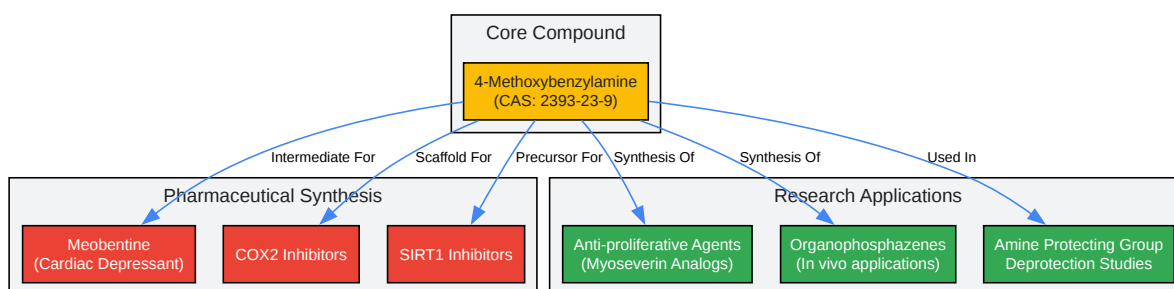 Core Compound
4-Methoxybenzylamine
(CAS: 2393-23-9)
Intermediate For
Scaffold For
Precursor For
Synthesis Of
Synthesis Of
Used In
Pharmaceutical Synthesis
Research Applications
Meobentine
(Cardiac Depressant)
COX2 Inhibitors
SIRT1 Inhibitors
Anti-proliferative Agents
(Myoseverin Analogs)
Organophosphazenes
(In vivo applications)
Amine Protecting Group
Deprotection Studies